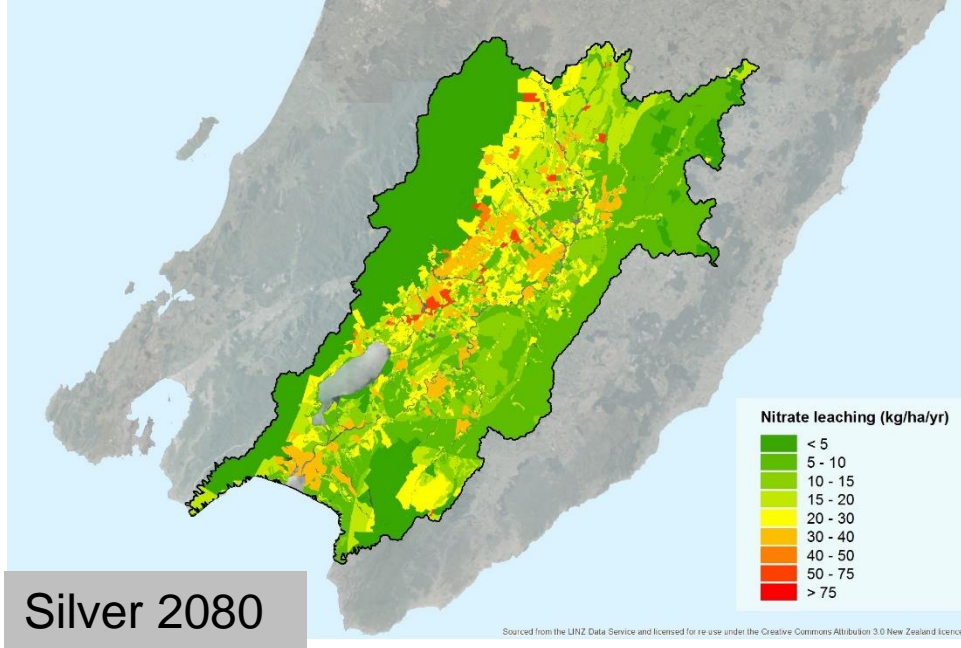 Nitrate leaching (kg/ha/yr)
< 5
5 - 10
10 - 15
15 - 20
20 - 30
30 - 40
40 - 50
50 - 75
> 75
Silver 2080
Sourced from the LINZ Data Service and licensed for re-use under the Creative Commons Attribution 3.0 New Zealand licence